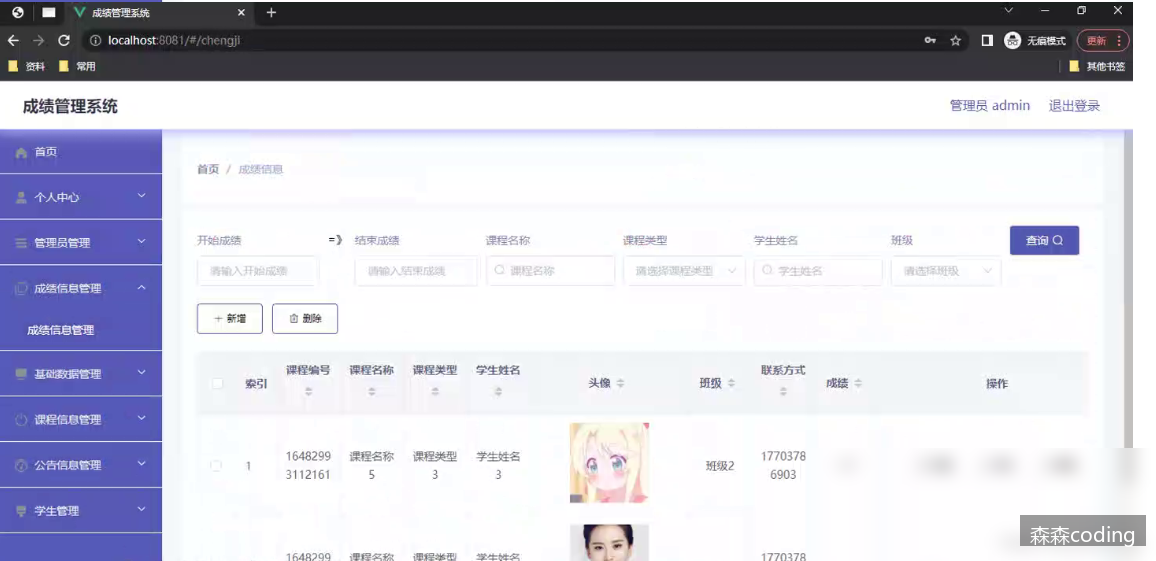 成绩管理系统
localhost:8081/#/chengji
无痕模式
更新
资料
常用
其他书签
成绩管理系统
管理员 admin
退出登录
首页
个人中心
管理员管理
成绩信息管理
成绩信息管理
基础数据管理
课程信息管理
公告信息管理
学生管理
首页 / 成绩信息
开始成绩 =》 结束成绩 课程名称 课程类型 学生姓名 班级
请输入开始成绩 请输入结束成绩 课程名称 请选择课程类型 学生姓名 请选择班级
查询
+ 新增 删除
索引 课程编号 课程名称 课程类型 学生姓名 头像 班级 联系方式 成绩 操作
1 1648299 课程名称 课程类型 学生姓名 班级2 1770378
3112161 5 3 3 6903
1648299 课程名称 课程类型 学生姓名 1770378
森森coding